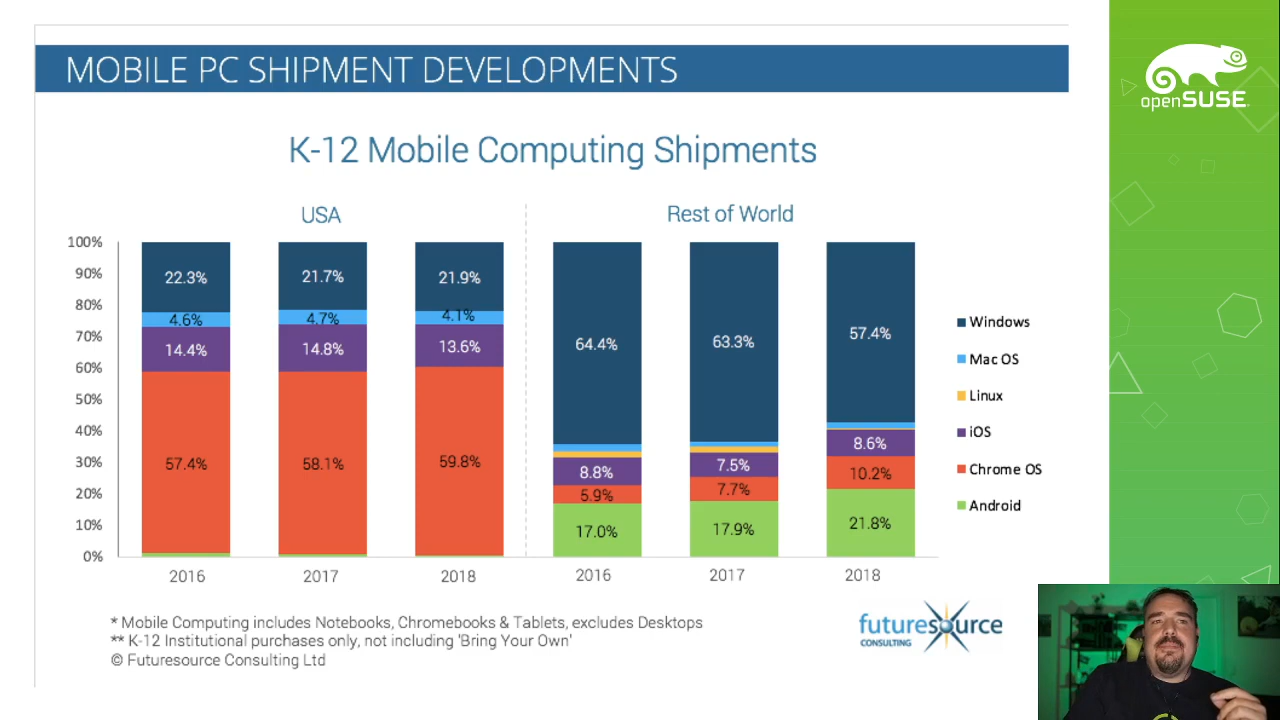 MOBILE PC SHIPMENT DEVELOPMENTS
openSUSE
K-12 Mobile Computing Shipments
USA
Rest of World
100%
90%
80%
70%
60%
50%
40%
30%
20%
10%
0%
22.3%
4.6%
14.4%
57.4%
21.7%
4.7%
14.8%
58.1%
21.9%
4.1%
13.6%
59.8%
64.4%
8.8%
5.9%
17.0%
63.3%
7.5%
7.7%
17.9%
57.4%
8.6%
10.2%
21.8%
2016
2017
2018
2016
2017
2018
Windows
Mac OS
Linux
iOS
Chrome OS
Android
* Mobile Computing includes Notebooks, Chromebooks & Tablets, excludes Desktops
** K-12 Institutional purchases only, not including 'Bring Your Own'
© Futuresource Consulting Ltd
futuresource
CONSULTING